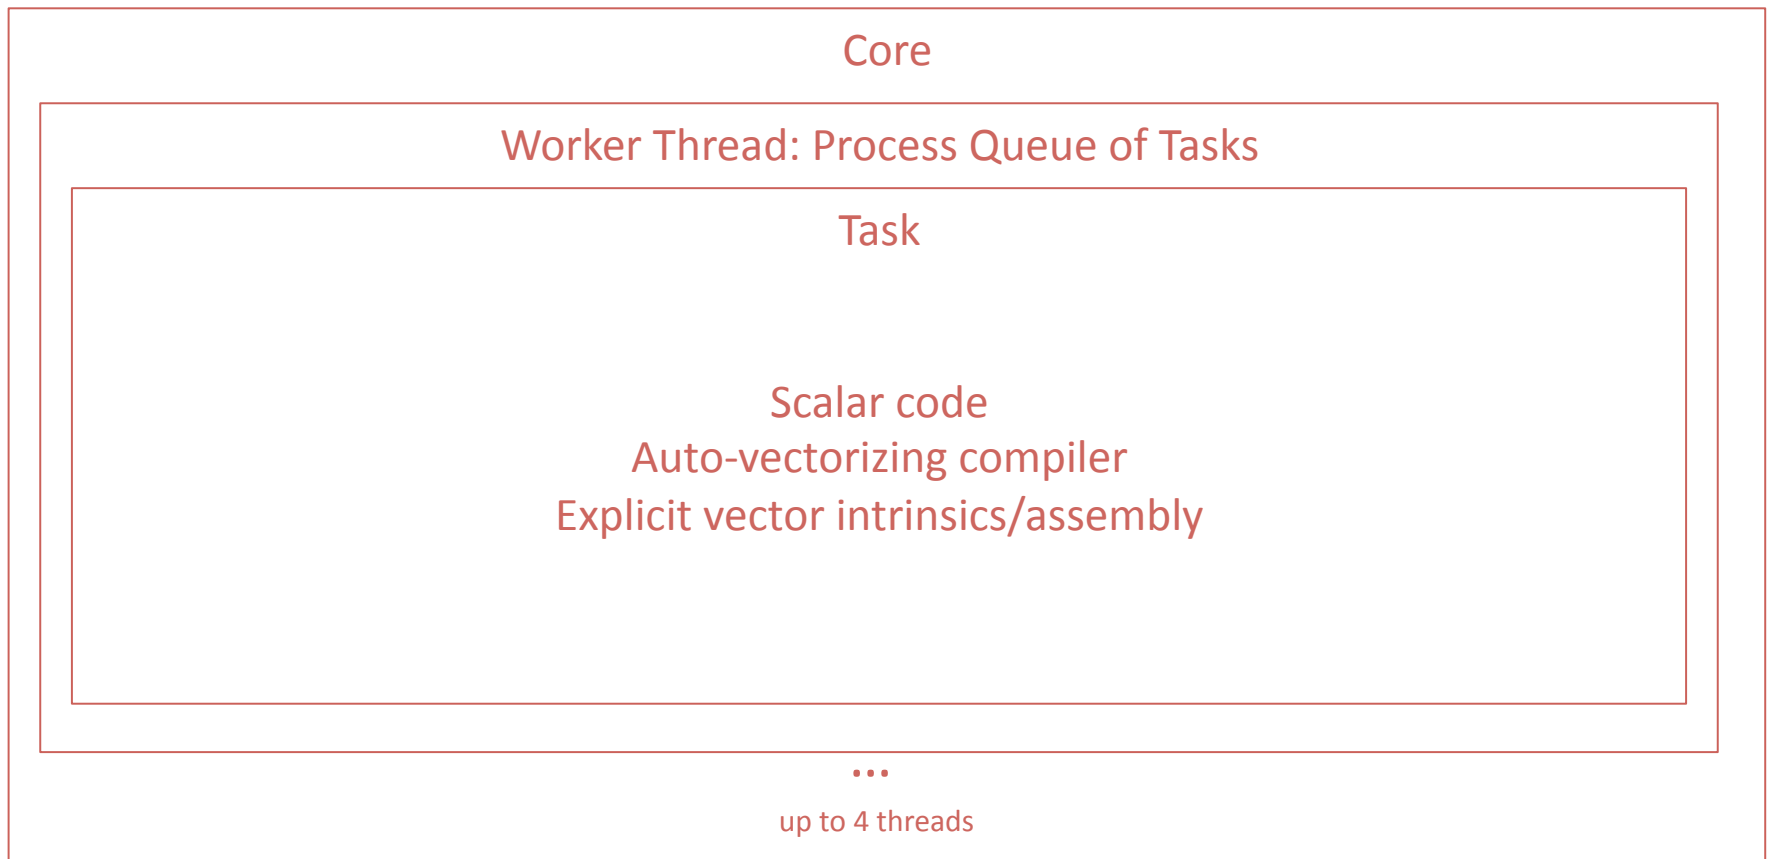 Core
Worker Thread: Process Queue of Tasks
Task
Scalar code
Auto-vectorizing compiler
Explicit vector intrinsics/assembly
...
up to 4 threads